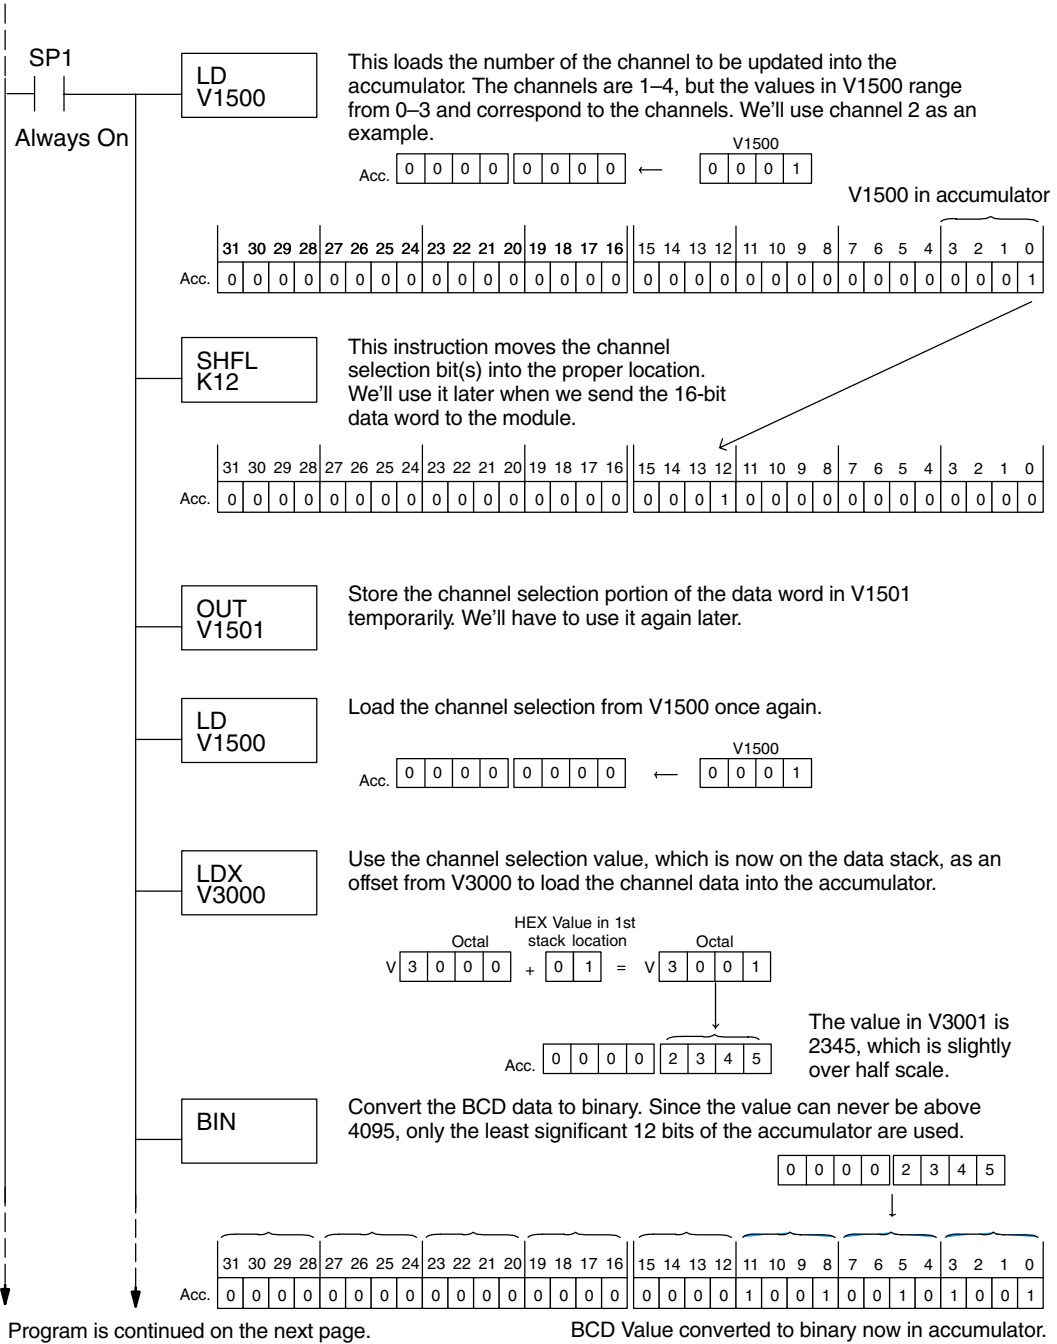 SP1
Always On
LD
V1500
This loads the number of the channel to be updated into the
accumulator. The channels are 1–4, but the values in V1500 range
from 0–3 and correspond to the channels. We'll use channel 2 as an
example.
V1500
Acc. 0 0 0 0 0 0 0 0 ← 0 0 0 1
V1500 in accumulator
31 30 29 28 27 26 25 24 23 22 21 20 19 18 17 16 15 14 13 12 11 10 9 8 7 6 5 4 3 2 1 0
Acc. 0 0 0 0 0 0 0 0 0 0 0 0 0 0 0 0 0 0 0 0 0 0 0 0 0 0 0 0 0 0 0 1
SHFL
K12
This instruction moves the channel
selection bit(s) into the proper location.
We'll use it later when we send the 16-bit
data word to the module.
31 30 29 28 27 26 25 24 23 22 21 20 19 18 17 16 15 14 13 12 11 10 9 8 7 6 5 4 3 2 1 0
Acc. 0 0 0 0 0 0 0 0 0 0 0 0 0 0 0 0 0 0 0 1 0 0 0 0 0 0 0 0 0 0 0 0
OUT
V1501
Store the channel selection portion of the data word in V1501
temporarily. We'll have to use it again later.
LD
V1500
Load the channel selection from V1500 once again.
V1500
Acc. 0 0 0 0 0 0 0 0 ← 0 0 0 1
LDX
V3000
Use the channel selection value, which is now on the data stack, as an
offset from V3000 to load the channel data into the accumulator.
HEX Value in 1st
Octal stack location Octal
V 3 0 0 0 + 0 1 = V 3 0 0 1
Acc. 0 0 0 0 2 3 4 5
The value in V3001 is
2345, which is slightly
over half scale.
BIN
Convert the BCD data to binary. Since the value can never be above
4095, only the least significant 12 bits of the accumulator are used.
0 0 0 0 2 3 4 5
31 30 29 28 27 26 25 24 23 22 21 20 19 18 17 16 15 14 13 12 11 10 9 8 7 6 5 4 3 2 1 0
Acc. 0 0 0 0 0 0 0 0 0 0 0 0 0 0 0 0 0 0 0 0 1 0 0 1 0 0 1 0 1 0 0 1
Program is continued on the next page.
BCD Value converted to binary now in accumulator.